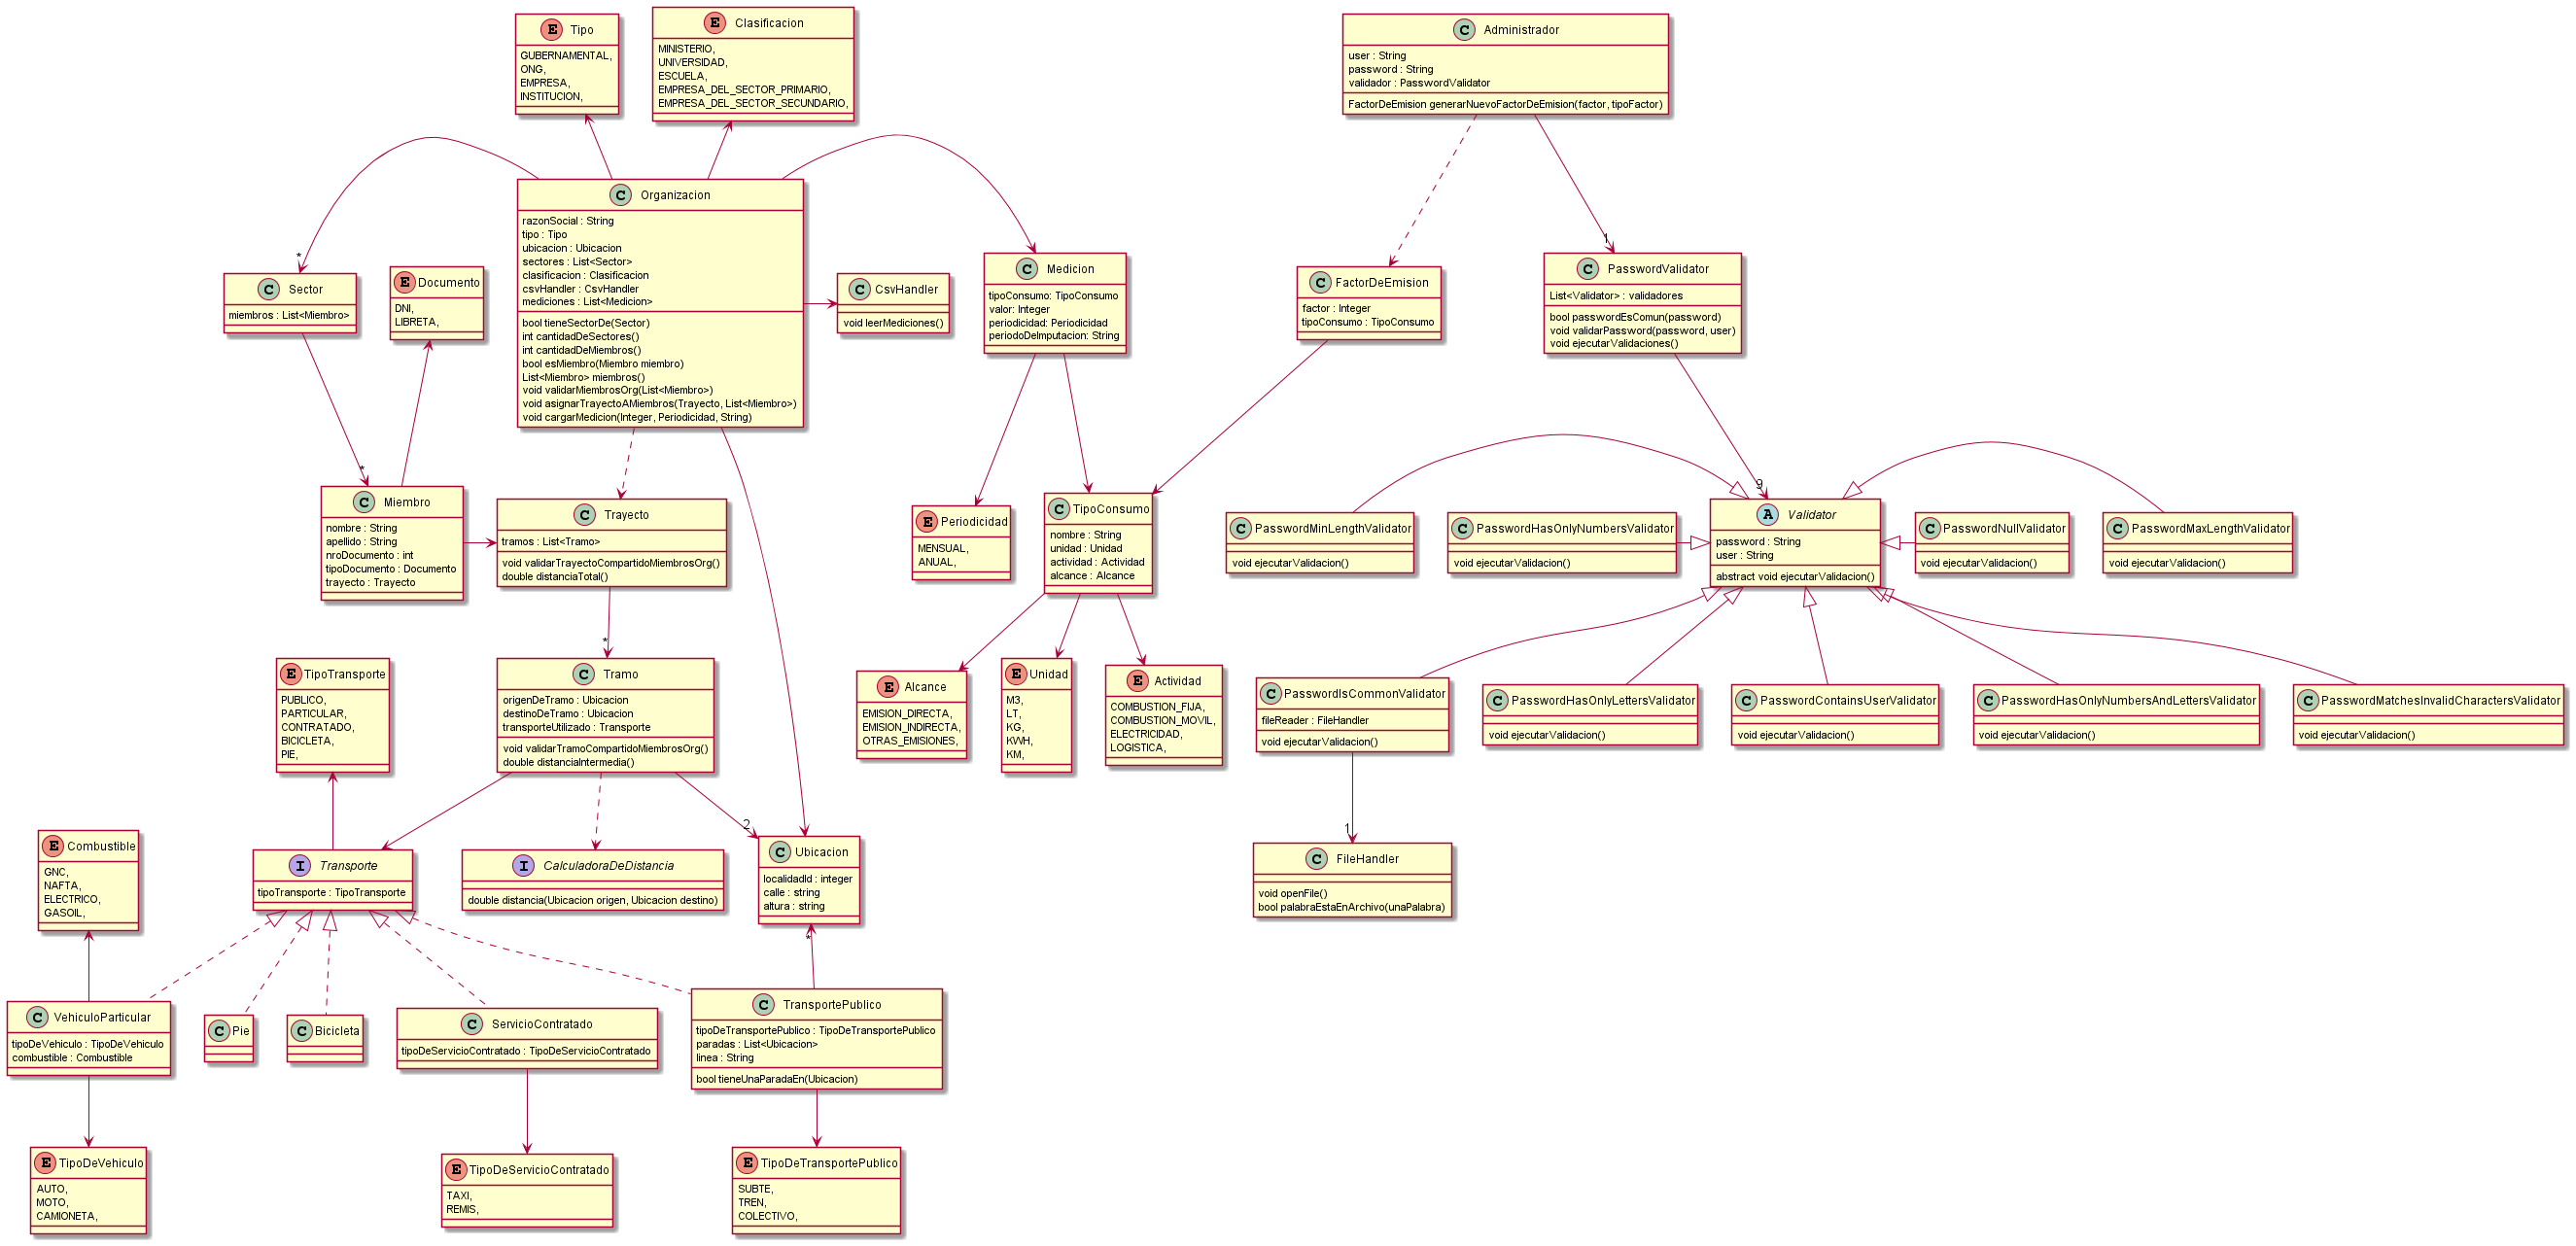 E Tipo
GUBERNAMENTAL,
ONG,
EMPRESA,
INSTITUCION,
E Clasificacion
MINISTERIO,
UNIVERSIDAD,
ESCUELA,
EMPRESA_DEL_SECTOR_PRIMARIO,
EMPRESA_DEL_SECTOR_SECUNDARIO,
C Administrador
user : String
password : String
validador : PasswordValidator
FactorDeEmision generarNuevoFactorDeEmision(factor, tipoFactor)
C Organizacion
razonSocial : String
tipo : Tipo
ubicacion : Ubicacion
sectores : List<Sector>
clasificacion : Clasificacion
csvHandler : CsvHandler
mediciones : List<Medicion>
bool tieneSectorDe(Sector)
int cantidadDeSectores()
int cantidadDeMiembros()
bool esMiembro(Miembro miembro)
List<Miembro> miembros()
void validarMiembrosOrg(List<Miembro>)
void asignarTrayectoAMiembros(Trayecto, List<Miembro>)
void cargarMedicion(Integer, Periodicidad, String)
*
C Sector
miembros : List<Miembro>
E Documento
DNI,
LIBRETA,
C CsvHandler
void leerMediciones()
C Medicion
tipoConsumo: TipoConsumo
valor: Integer
periodicidad: Periodicidad
periodoDeImputacion: String
C FactorDeEmision
factor : Integer
tipoConsumo : TipoConsumo
1
C PasswordValidator
List<Validator> : validadores
bool passwordEsComun(password)
void validarPassword(password, user)
void ejecutarValidaciones()
*
C Miembro
nombre : String
apellido : String
nroDocumento : int
tipoDocumento : Documento
trayecto : Trayecto
C Trayecto
tramos : List<Tramo>
void validarTrayectoCompartidoMiembrosOrg()
double distanciaTotal()
E Periodicidad
MENSUAL,
ANUAL,
C TipoConsumo
nombre : String
unidad : Unidad
actividad : Actividad
alcance : Alcance
C PasswordMinLengthValidator
void ejecutarValidacion()
C PasswordHasOnlyNumbersValidator
void ejecutarValidacion()
9
A Validator
password : String
user : String
abstract void ejecutarValidacion()
C PasswordNullValidator
void ejecutarValidacion()
C PasswordMaxLengthValidator
void ejecutarValidacion()
E TipoTransporte
PUBLICO,
PARTICULAR,
CONTRATADO,
BICICLETA,
PIE,
*
C Tramo
origenDeTramo : Ubicacion
destinoDeTramo : Ubicacion
transporteUtilizado : Transporte
void validarTramoCompartidoMiembrosOrg()
double distanciaIntermedia()
E Alcance
EMISION_DIRECTA,
EMISION_INDIRECTA,
OTRAS_EMISIONES,
E Unidad
M3,
LT,
KG,
KWH,
KM,
E Actividad
COMBUSTION_FIJA,
COMBUSTION_MOVIL,
ELECTRICIDAD,
LOGISTICA,
C PasswordIsCommonValidator
fileReader : FileHandler
void ejecutarValidacion()
C PasswordHasOnlyLettersValidator
void ejecutarValidacion()
C PasswordContainsUserValidator
void ejecutarValidacion()
C PasswordHasOnlyNumbersAndLettersValidator
void ejecutarValidacion()
C PasswordMatchesInvalidCharactersValidator
void ejecutarValidacion()
E Combustible
GNC,
NAFTA,
ELECTRICO,
GASOIL,
I Transporte
tipoTransporte : TipoTransporte
I CalculadoraDeDistancia
double distancia(Ubicacion origen, Ubicacion destino)
2
C Ubicacion
localidadId : integer
calle : string
altura : string
*
1
C FileHandler
void openFile()
bool palabraEstaEnArchivo(unaPalabra)
C VehiculoParticular
tipoDeVehiculo : TipoDeVehiculo
combustible : Combustible
C Pie
C Bicicleta
C ServicioContratado
tipoDeServicioContratado : TipoDeServicioContratado
C TransportePublico
tipoDeTransportePublico : TipoDeTransportePublico
paradas : List<Ubicacion>
linea : String
bool tieneUnaParadaEn(Ubicacion)
E TipoDeVehiculo
AUTO,
MOTO,
CAMIONETA,
E TipoDeServicioContratado
TAXI,
REMIS,
E TipoDeTransportePublico
SUBTE,
TREN,
COLECTIVO,